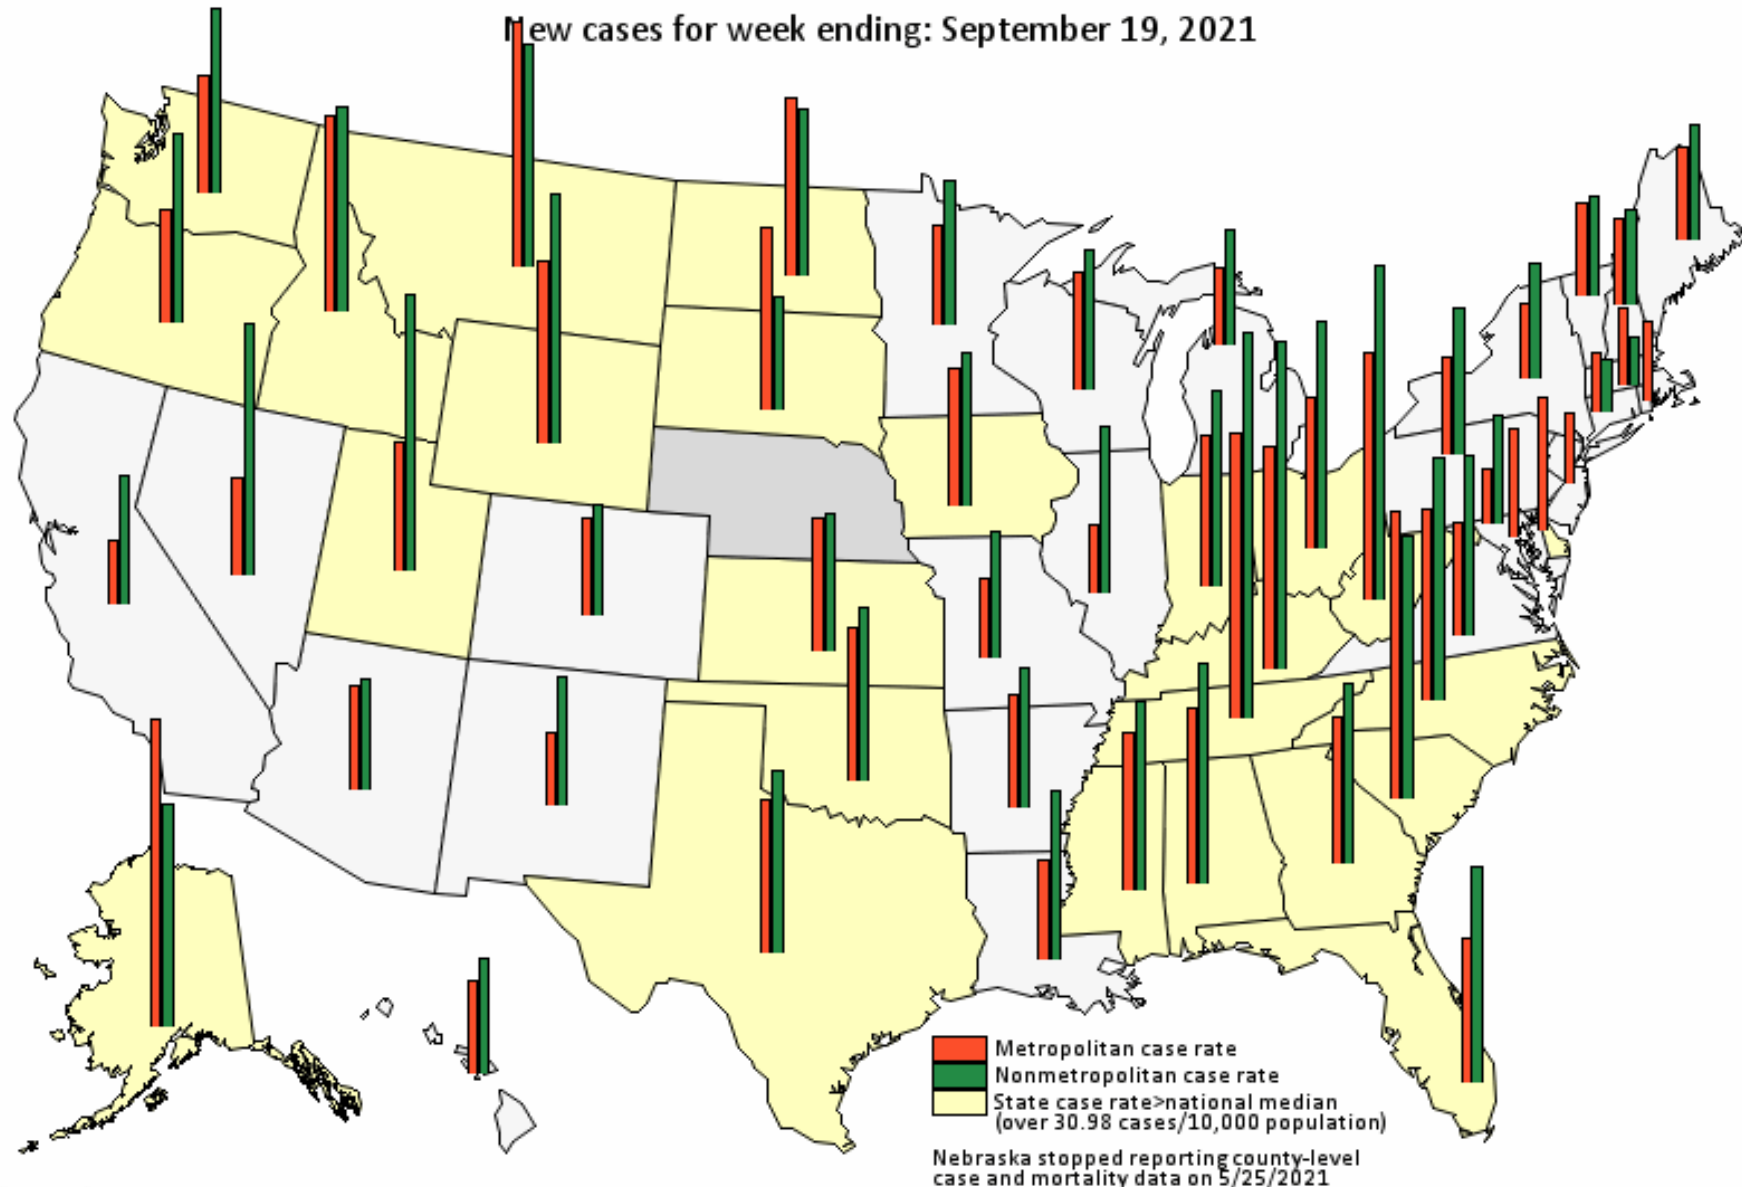 New cases for week ending: September 19, 2021
Metropolitan case rate
Nonmetropolitan case rate
State case rate>national median
(over 30.98 cases/10,000 population)
Nebraska stopped reporting county-level
case and mortality data on 5/25/2021